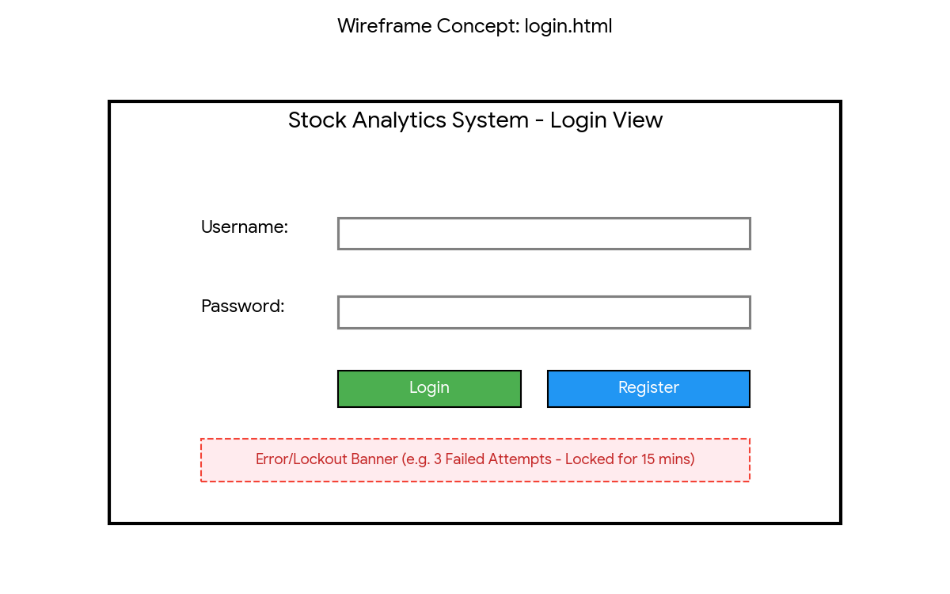 Wireframe Concept: login.html
Stock Analytics System - Login View
Username:
Password:
Login
Register
Error/Lockout Banner (e.g. 3 Failed Attempts - Locked for 15 mins)